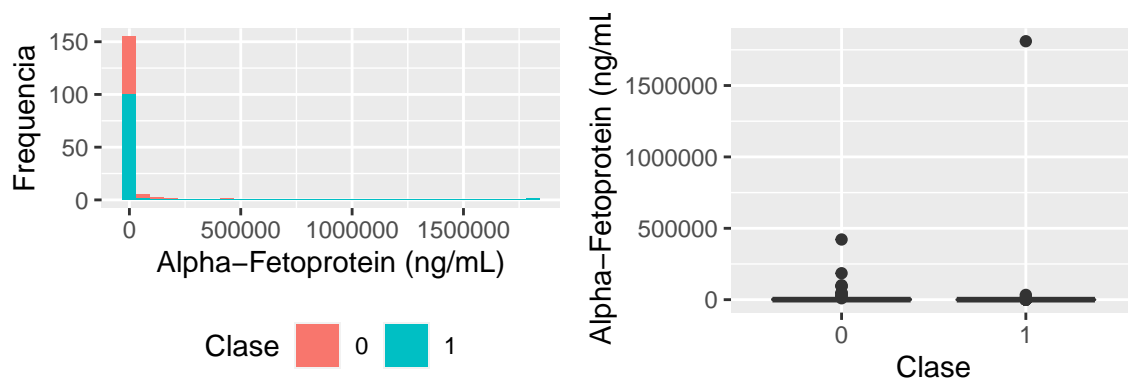 150
100
50
0
Frequencia
0 500000 1000000 1500000
Alpha−Fetoprotein (ng/mL)
Clase 0 1
Alpha−Fetoprotein (ng/mL
1500000
1000000
500000
0
0 1
Clase